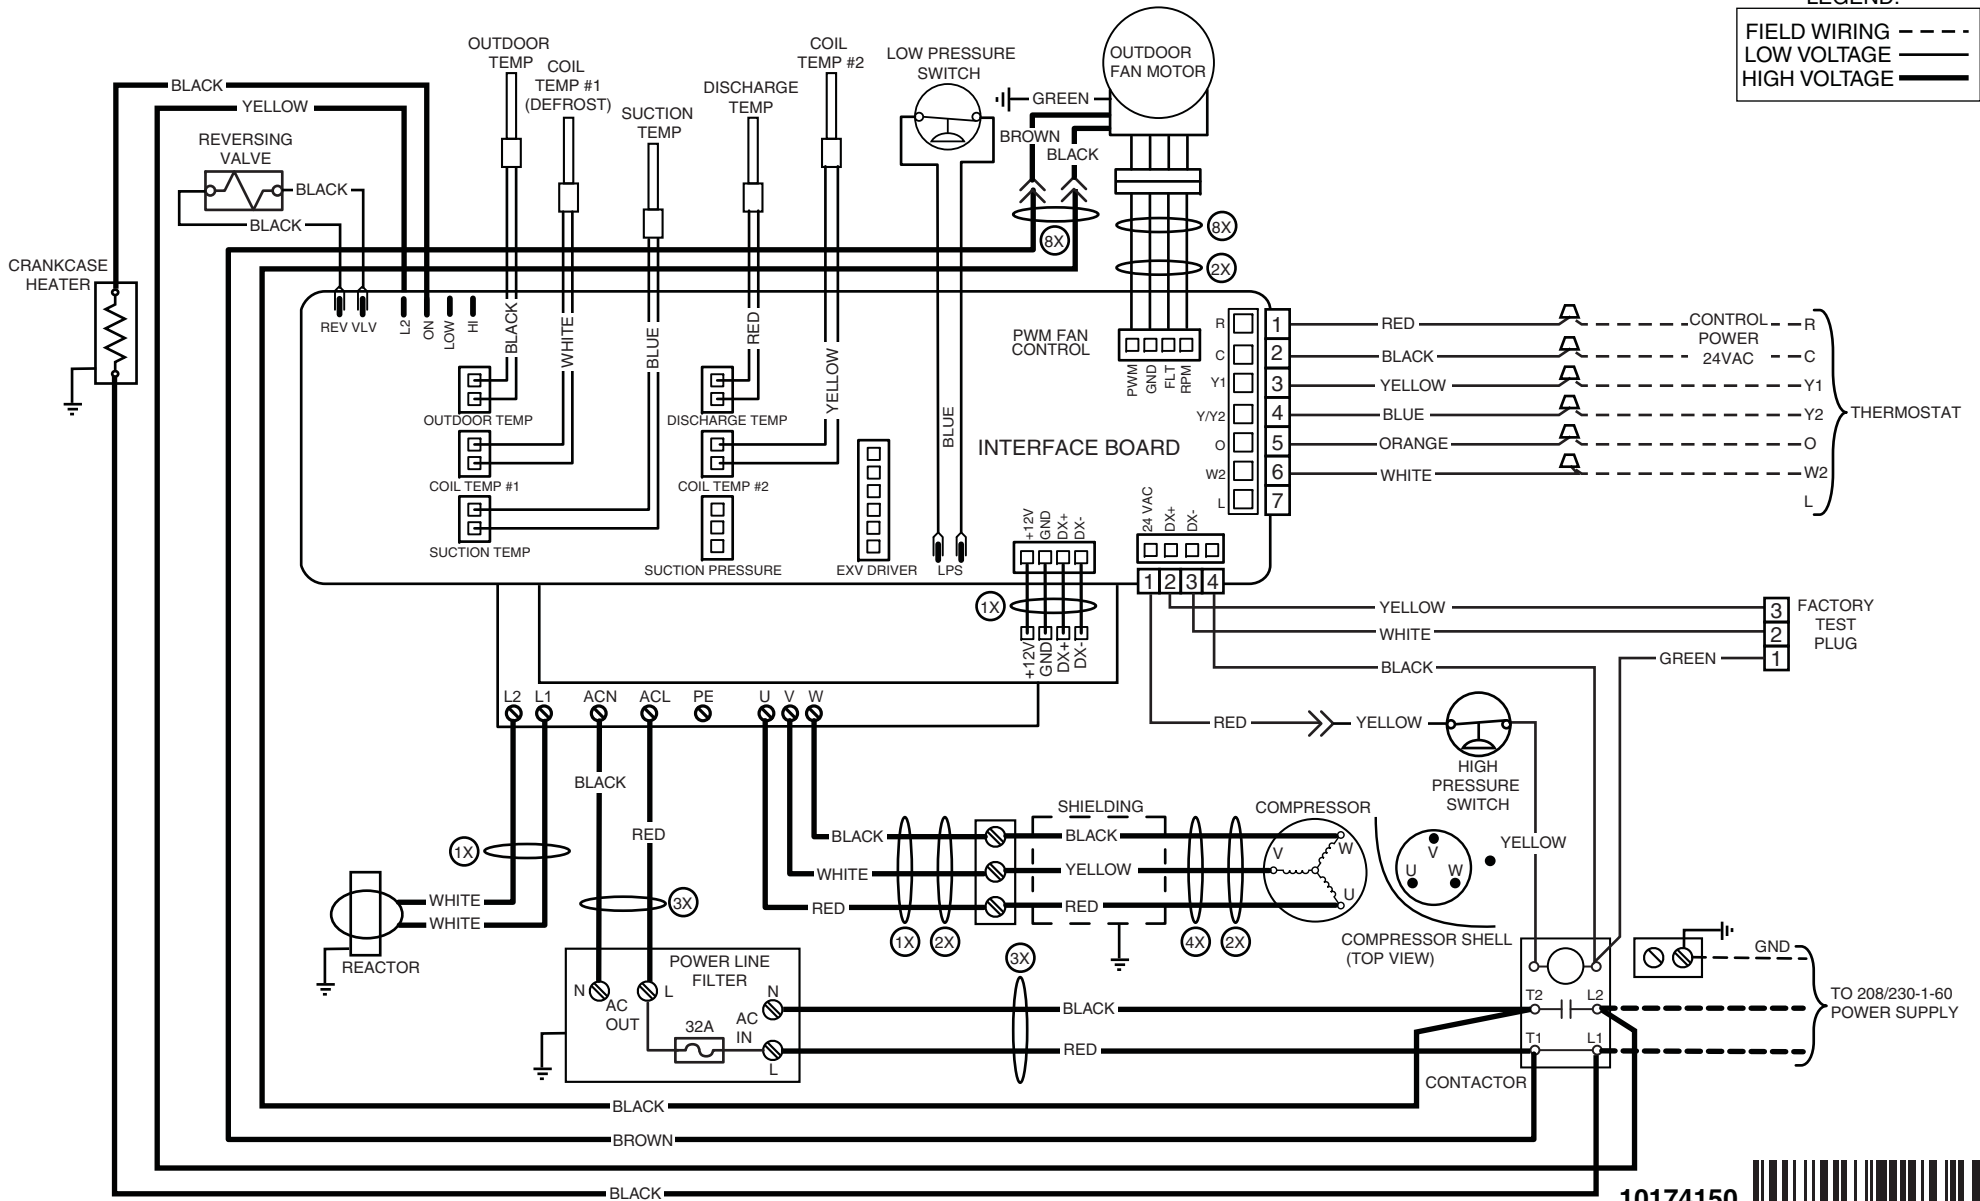 LEGEND:
FIELD WIRING
LOW VOLTAGE
HIGH VOLTAGE
BLACK
YELLOW
REVERSING
VALVE
BLACK
BLACK
CRANKCASE
HEATER
OUTDOOR
TEMP
COIL
TEMP #1
(DEFROST)
SUCTION
TEMP
DISCHARGE
TEMP
COIL
TEMP #2
LOW PRESSURE
SWITCH
OUTDOOR
FAN MOTOR
GREEN
BROWN
BLACK
8X
8X
2X
REV VLV
L2
ON
LOW
HI
BLACK
WHITE
BLUE
RED
YELLOW
BLUE
OUTDOOR TEMP
COIL TEMP #1
SUCTION TEMP
DISCHARGE TEMP
COIL TEMP #2
SUCTION PRESSURE
EXV DRIVER
LPS
PWM FAN
CONTROL
PWM
GND
FLT
RPM
INTERFACE BOARD
R
C
Y1
Y/Y2
O
W2
L
1
2
3
4
5
6
7
RED
BLACK
YELLOW
BLUE
ORANGE
WHITE
CONTROL
POWER
24VAC
R
C
Y1
Y2
O
W2
L
THERMOSTAT
+12V
GND
DX+
DX-
24 VAC
DX+
DX-
1 2 3 4
1X
+12V
GND
DX+
DX-
YELLOW
WHITE
BLACK
GREEN
3
2
1
FACTORY
TEST
PLUG
L2 L1 ACN ACL PE U V W
RED
YELLOW
HIGH
PRESSURE
SWITCH
YELLOW
BLACK
RED
1X
3X
WHITE
WHITE
REACTOR
BLACK
WHITE
RED
1X
2X
SHIELDING
BLACK
YELLOW
RED
4X
2X
COMPRESSOR
V
W
U
V
U
W
COMPRESSOR SHELL
(TOP VIEW)
POWER LINE
FILTER
N
AC
OUT
L
32A
N
AC
IN
L
3X
BLACK
RED
T2
L2
T1
L1
CONTACTOR
GND
TO 208/230-1-60
POWER SUPPLY
BLACK
BROWN
BLACK
10174150